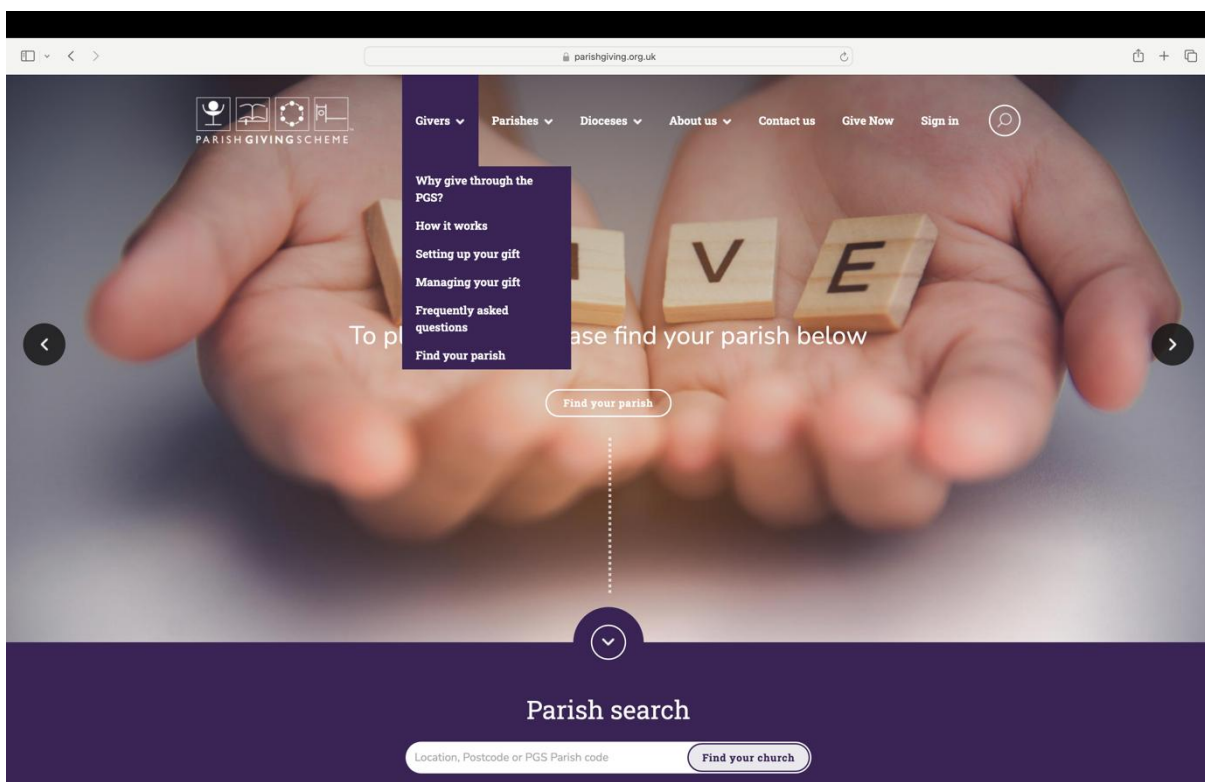 parishgiving.org.uk
PARISH GIVING SCHEME
Givers
Parishes
Dioceses
About us
Contact us
Give Now
Sign in
Why give through the
PGS?
How it works
Setting up your gift
Managing your gift
Frequently asked
questions
Find your parish
IVE
To find your parish below
Find your parish
Parish search
Location, Postcode or PGS Parish code
Find your church